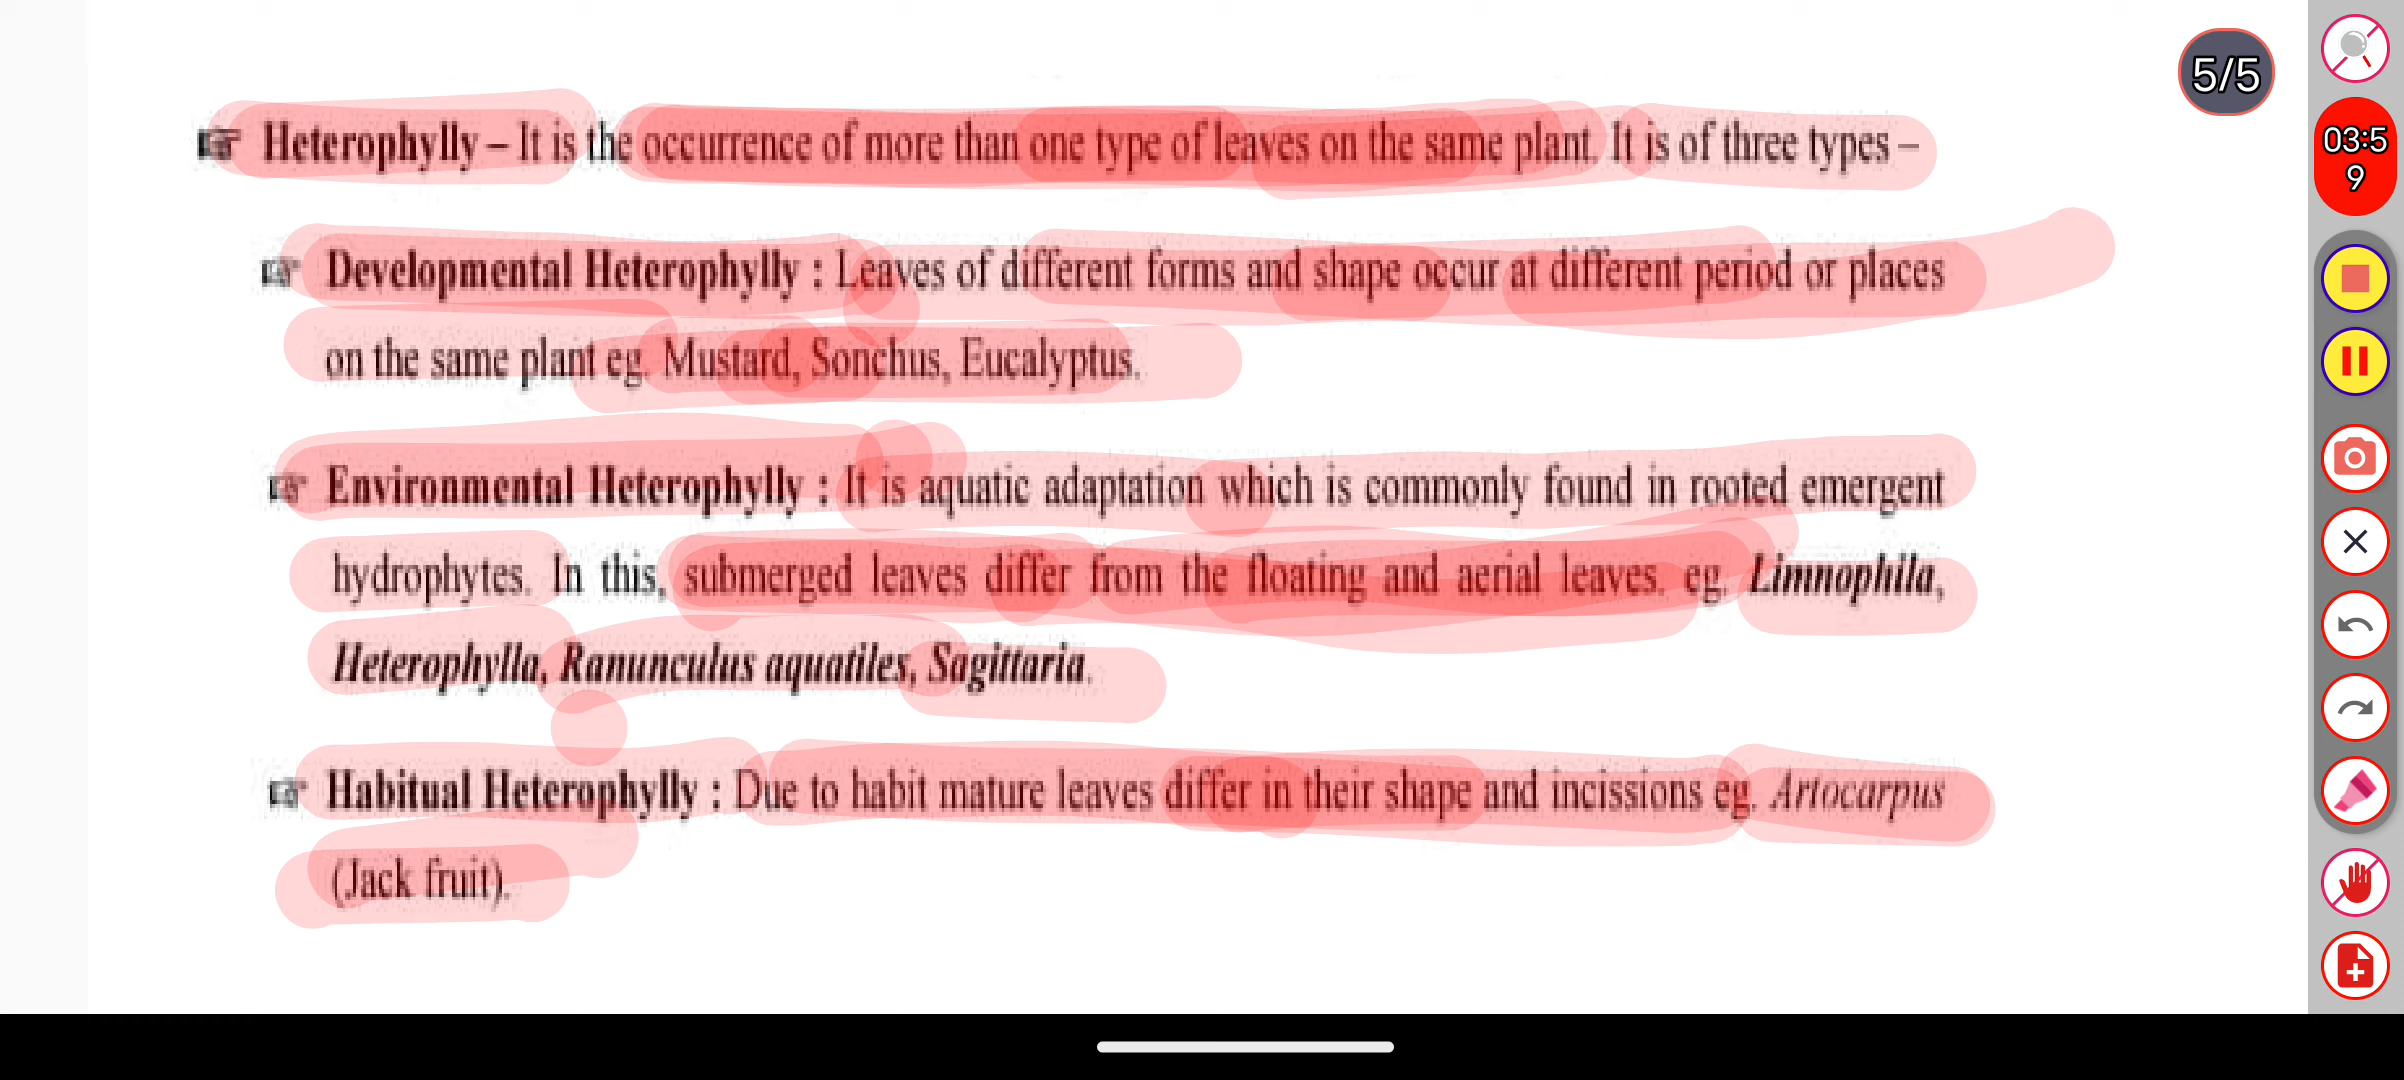 5/5
03:5
9
☞ Heterophylly – It is the occurrence of more than one type of leaves on the same plant. It is of three types –
☞ Developmental Heterophylly : Leaves of different forms and shape occur at different period or places
on the same plant eg. Mustard, Sonchus, Eucalyptus.
☞ Environmental Heterophylly : It is aquatic adaptation which is commonly found in rooted emergent
hydrophytes. In this, submerged leaves differ from the floating and aerial leaves. eg. Limnophila,
Heterophylla, Ranunculus aquatiles, Sagittaria.
☞ Habitual Heterophylly : Due to habit mature leaves differ in their shape and incissions eg. Artocarpus
(Jack fruit).